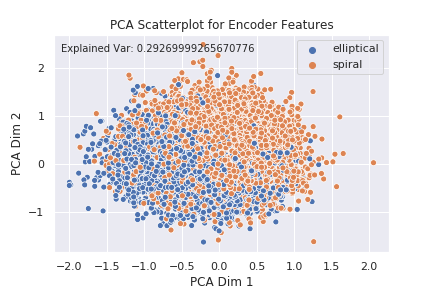 PCA Scatterplot for Encoder Features
Explained Var: 0.29269999265670776
elliptical
spiral
PCA Dim 2
2
1
0
−1
−2.0 −1.5 −1.0 −0.5 0.0 0.5 1.0 1.5 2.0
PCA Dim 1